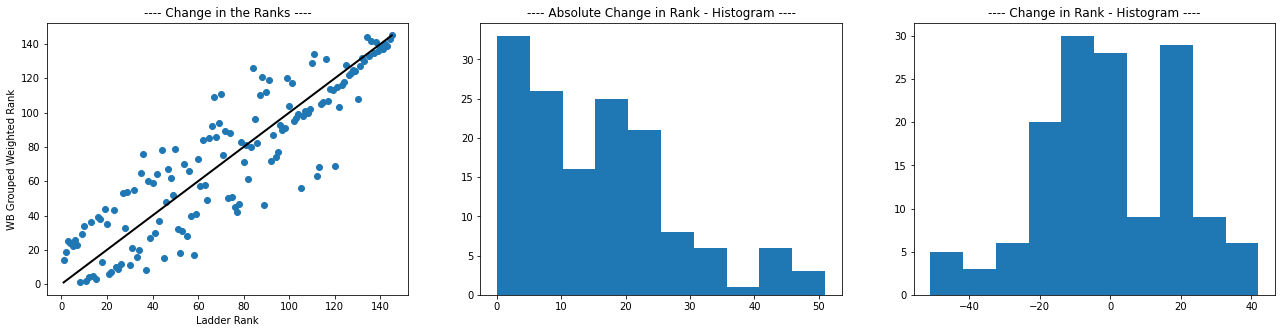 ---- Change in the Ranks ----
WB Grouped Weighted Rank
140
120
100
80
60
40
20
0
0 20 40 60 80 100 120 140
Ladder Rank
---- Absolute Change in Rank - Histogram ----
30
25
20
15
10
5
0
0 10 20 30 40 50
---- Change in Rank - Histogram ----
30
25
20
15
10
5
0
−40 −20 0 20 40